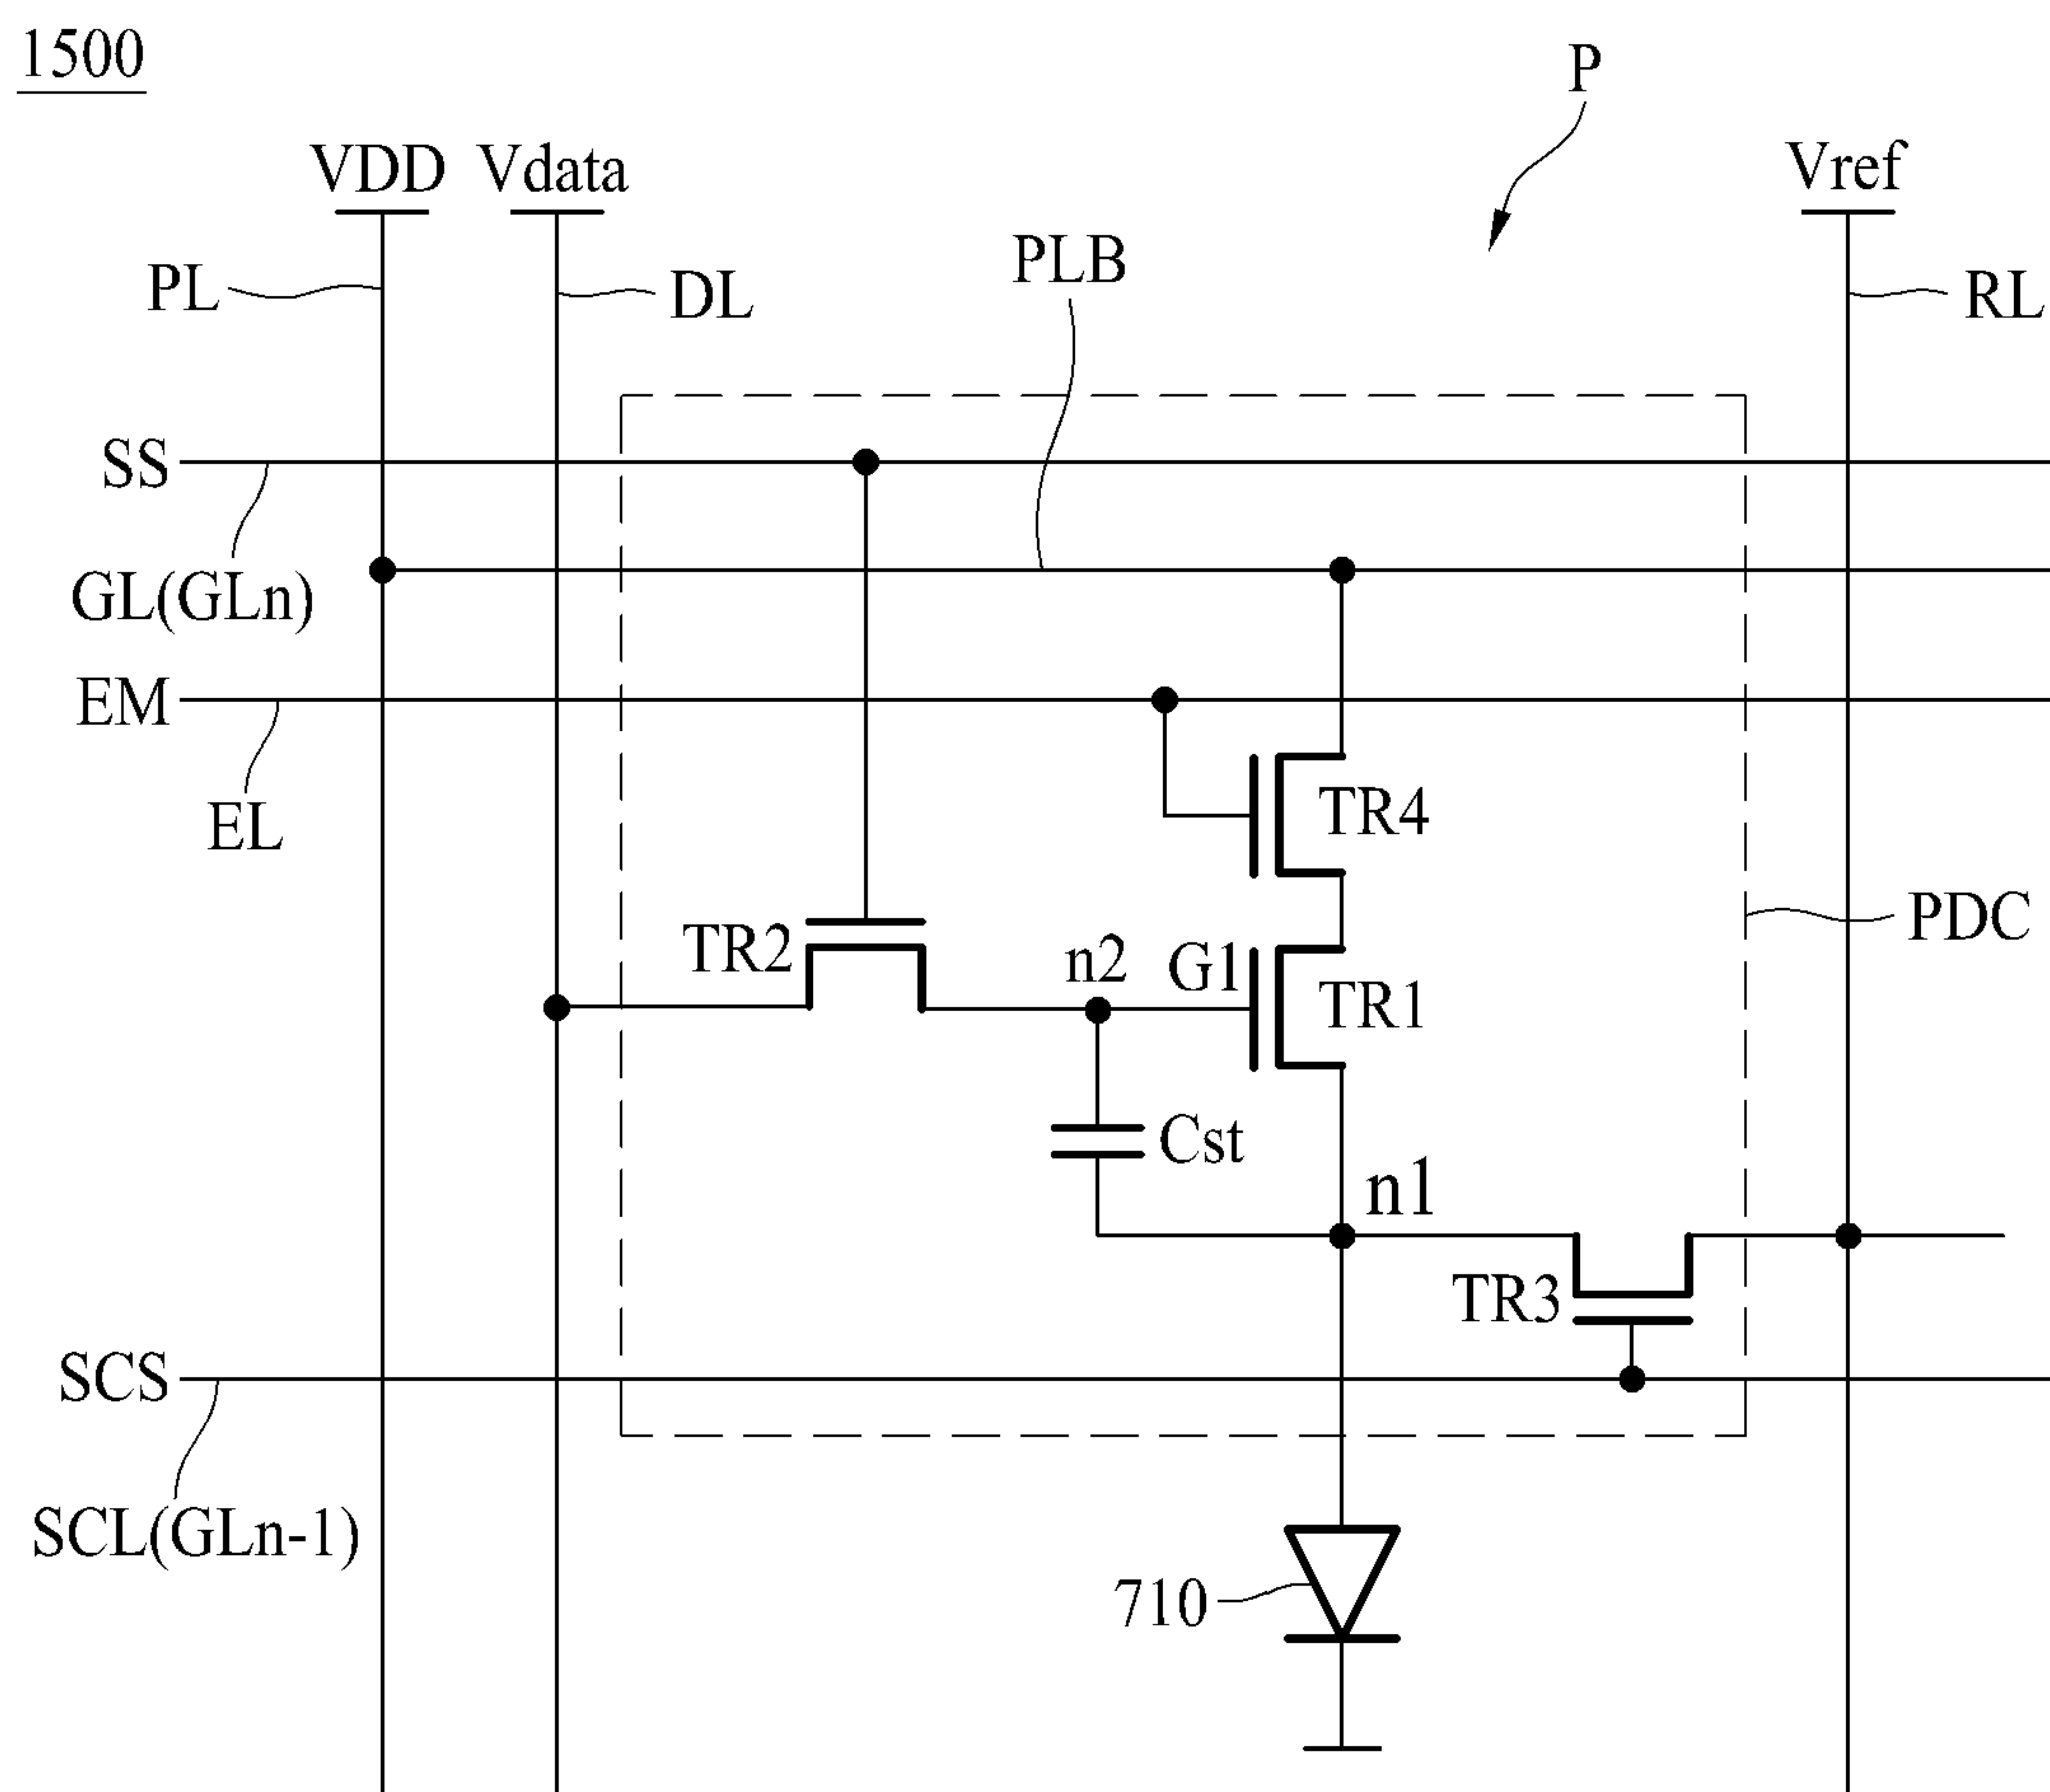 1500
P
VDD Vdata Vref
PL DL PLB RL
SS
GL(GLn)
EM
EL
TR4
PDC
TR2 n2 G1
TR1
Cst
n1
TR3
SCS
SCL(GLn-1)
710